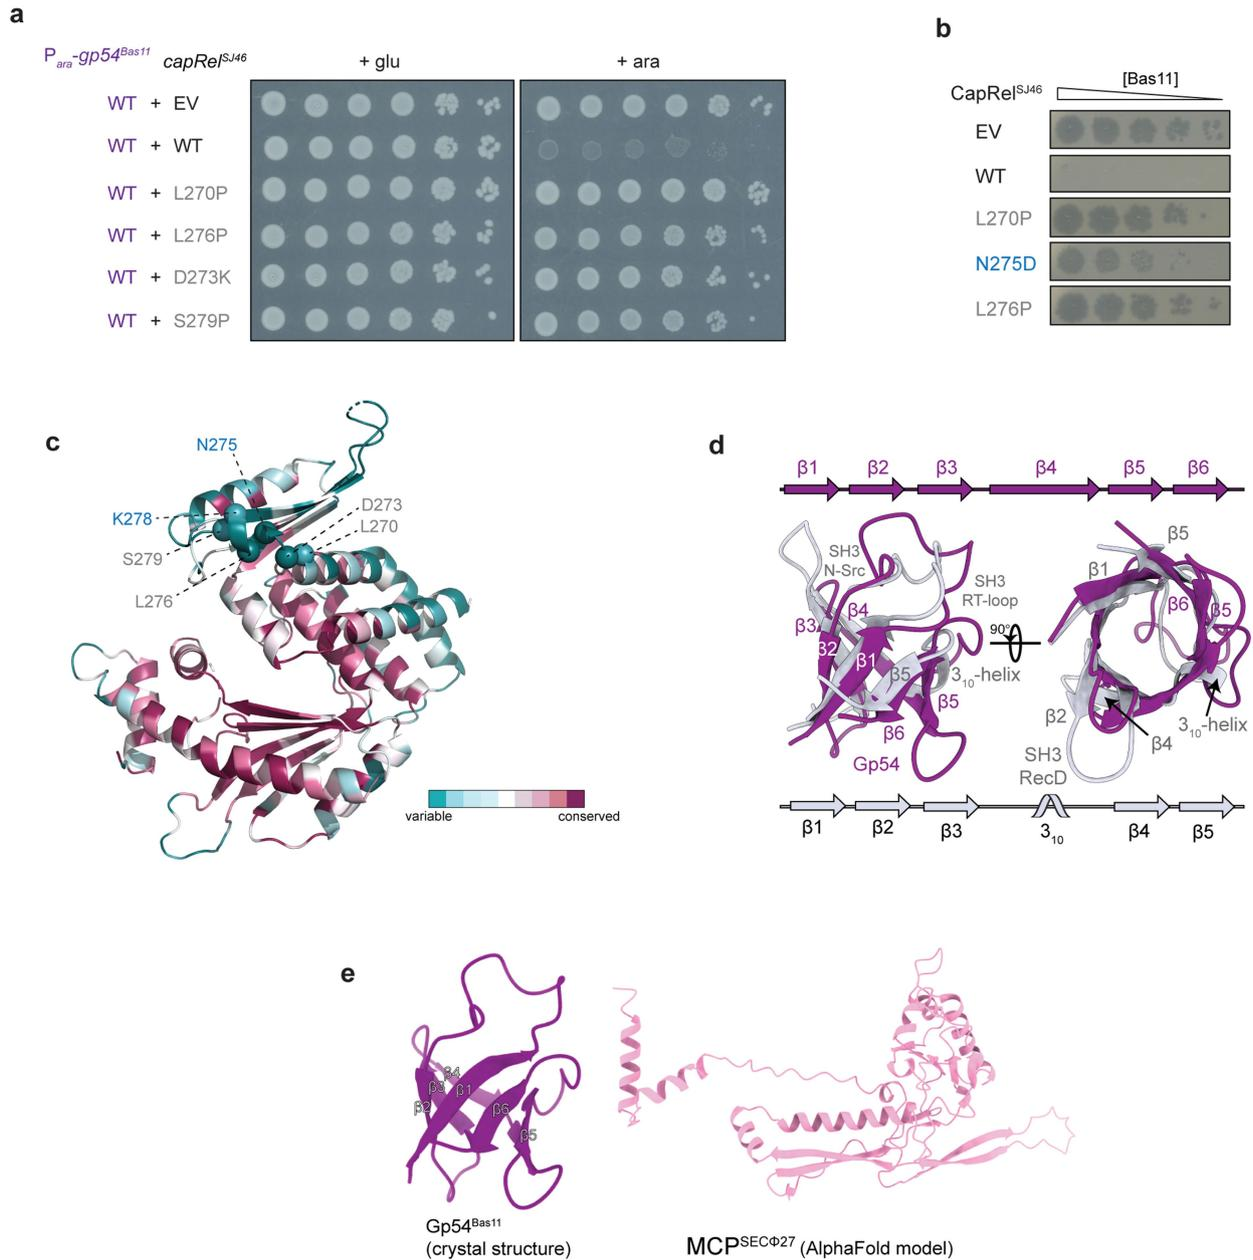 a
P_ara-gp54^Bas11 capRel^SJ46 + glu + ara
WT + EV
WT + WT
WT + L270P
WT + L276P
WT + D273K
WT + S279P
b
[Bas11]
CapRel^SJ46
EV
WT
L270P
N275D
L276P
c
N275
K278
S279
L276
D273
L270
variable conserved
d
β1 β2 β3 β4 β5 β6
SH3
N-Src
SH3
RT-loop
β3
β4
β2
β1
β5
3₁₀-helix
β5
β6
Gp54
90°
β5
β1
β6
β5
β2
3₁₀-helix
β4
SH3
RecD
β1 β2 β3 3₁₀ β4 β5
e
β4
β3
β1
β2
β6
β5
Gp54^Bas11
(crystal structure)
MCP^SECΦ27 (AlphaFold model)